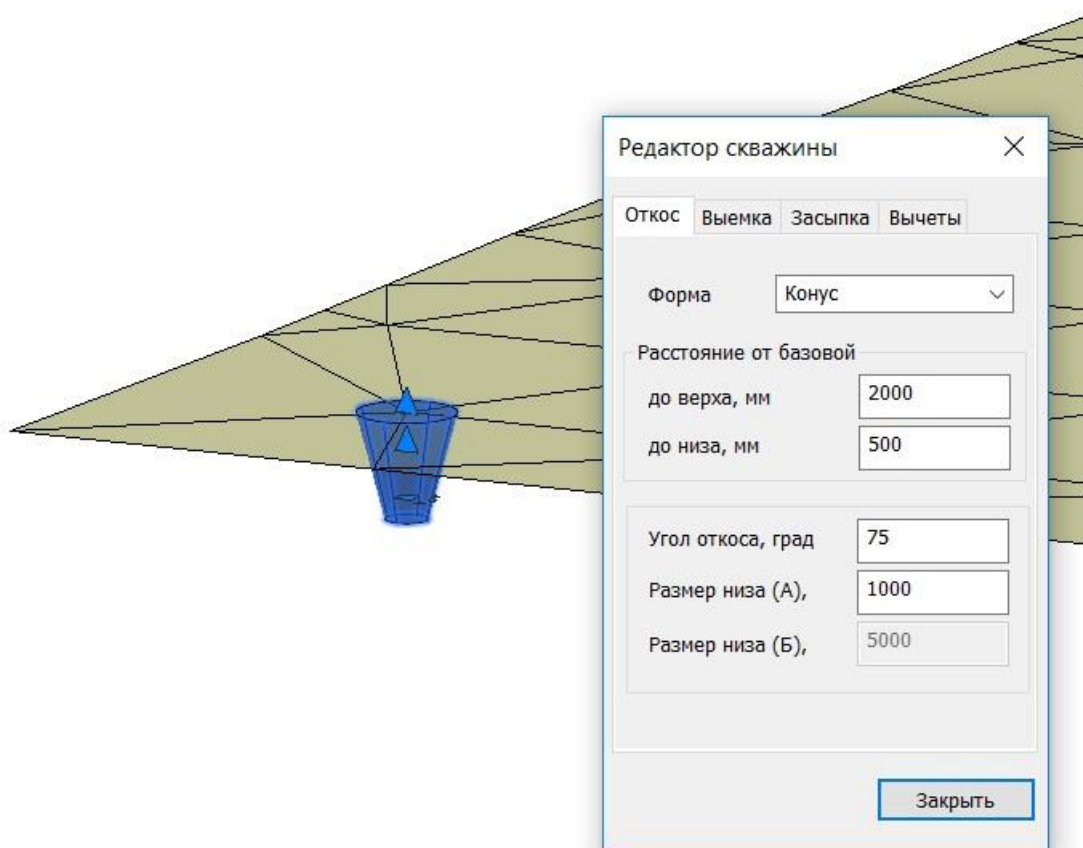 Редактор скважины
Откос Выемка Засыпка Вычеты
Форма Конус
Расстояние от базовой
до верха, мм 2000
до низа, мм 500
Угол откоса, град 75
Размер низа (А), 1000
Размер низа (Б), 5000
Закрыть